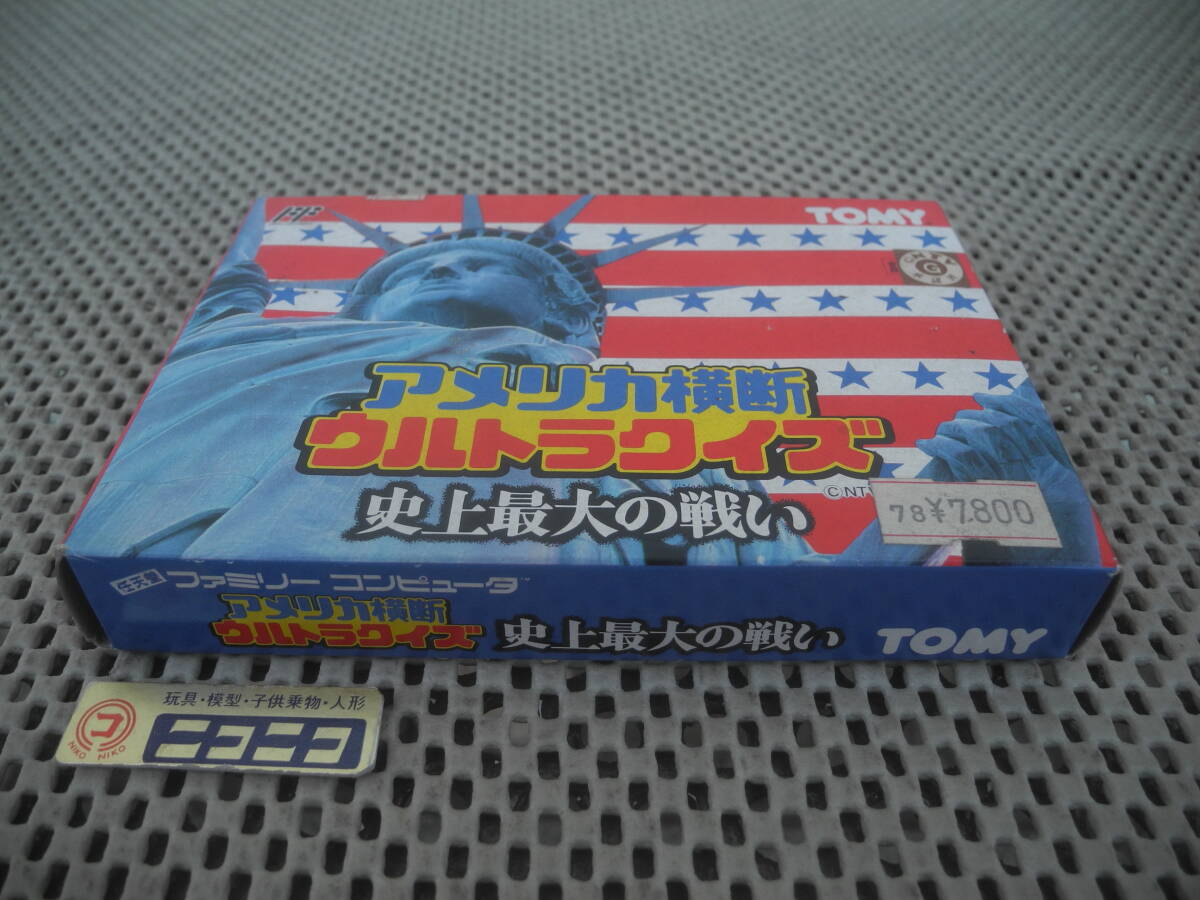 TOMY
アメリカ横断
ウルトラクイズ
史上最大の戦い
©NTV
78¥7,800
任天堂 ファミリー コンピュータ™
アメリカ横断
ウルトラクイズ 史上最大の戦い TOMY
玩具・模型・子供乗物・人形
ニコニコ
コ
NIKO NIKO